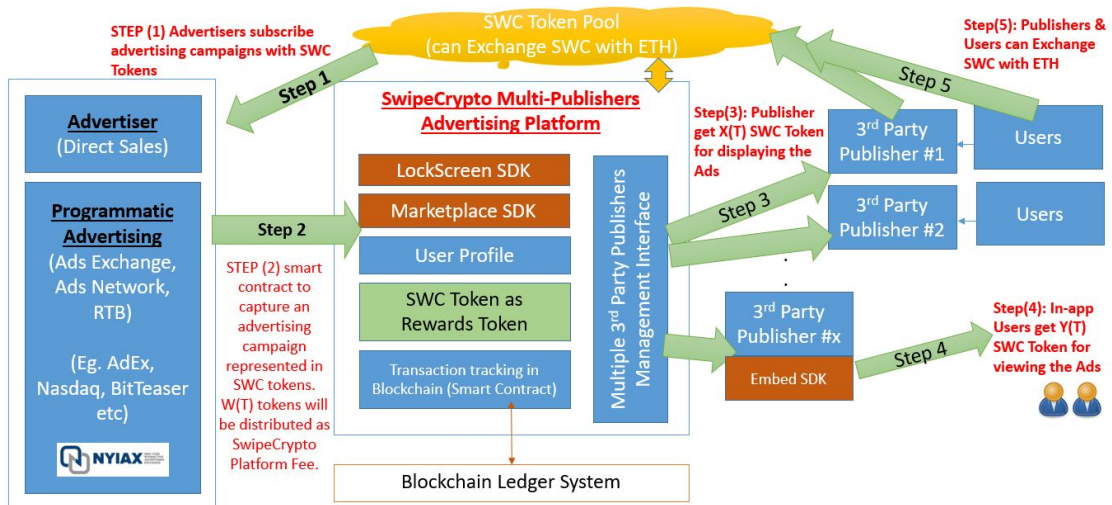 SWC Token Pool
(can Exchange SWC with ETH)
STEP (1) Advertisers subscribe
advertising campaigns with SWC
Tokens
Step 1
Step(5): Publishers &
Users can Exchange
SWC with ETH
Step 5
Advertiser
(Direct Sales)
Programmatic
Advertising
(Ads Exchange,
Ads Network,
RTB)
(Eg. AdEx,
Nasdaq, BitTeaser
etc)
NYIAX
Step 2
STEP (2) smart
contract to
capture an
advertising
campaign
represented in
SWC tokens.
W(T) tokens will
be distributed as
SwipeCrypto
Platform Fee.
SwipeCrypto Multi-Publishers
Advertising Platform
LockScreen SDK
Marketplace SDK
User Profile
SWC Token as
Rewards Token
Transaction tracking in
Blockchain (Smart Contract)
Multiple 3rd Party Publishers
Management Interface
Blockchain Ledger System
Step(3): Publisher
get X(T) SWC Token
for displaying the
Ads
Step 3
3rd Party
Publisher #1
Users
3rd Party
Publisher #2
Users
.
.
3rd Party
Publisher #x
Embed SDK
Step 4
Step(4): In-app
Users get Y(T)
SWC Token for
viewing the Ads